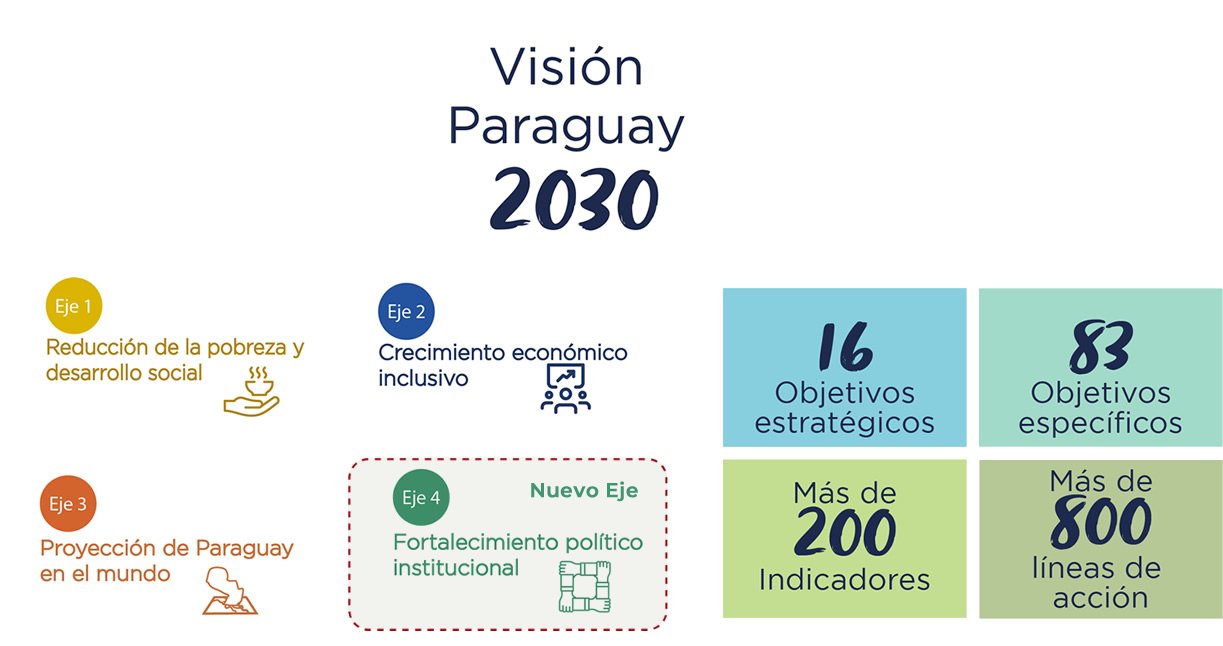 Visión
Paraguay
2030
Eje 1
Reducción de la pobreza y
desarrollo social
Eje 2
Crecimiento económico
inclusivo
Eje 3
Proyección de Paraguay
en el mundo
Eje 4
Nuevo Eje
Fortalecimiento político
institucional
16
Objetivos
estratégicos
83
Objetivos
específicos
Más de
200
Indicadores
Más de
800
líneas de
acción